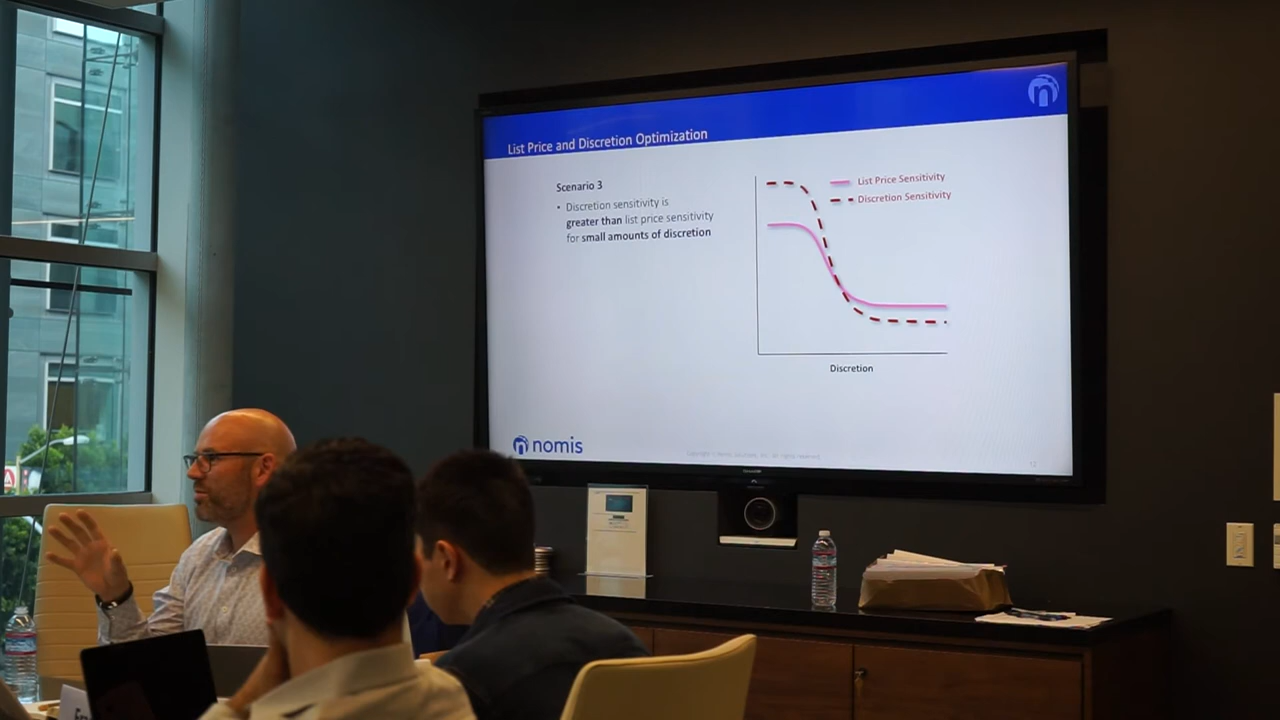 List Price and Discretion Optimization
Scenario 3
• Discretion sensitivity is
greater than list price sensitivity
for small amounts of discretion
List Price Sensitivity
Discretion Sensitivity
Discretion
nomis
12